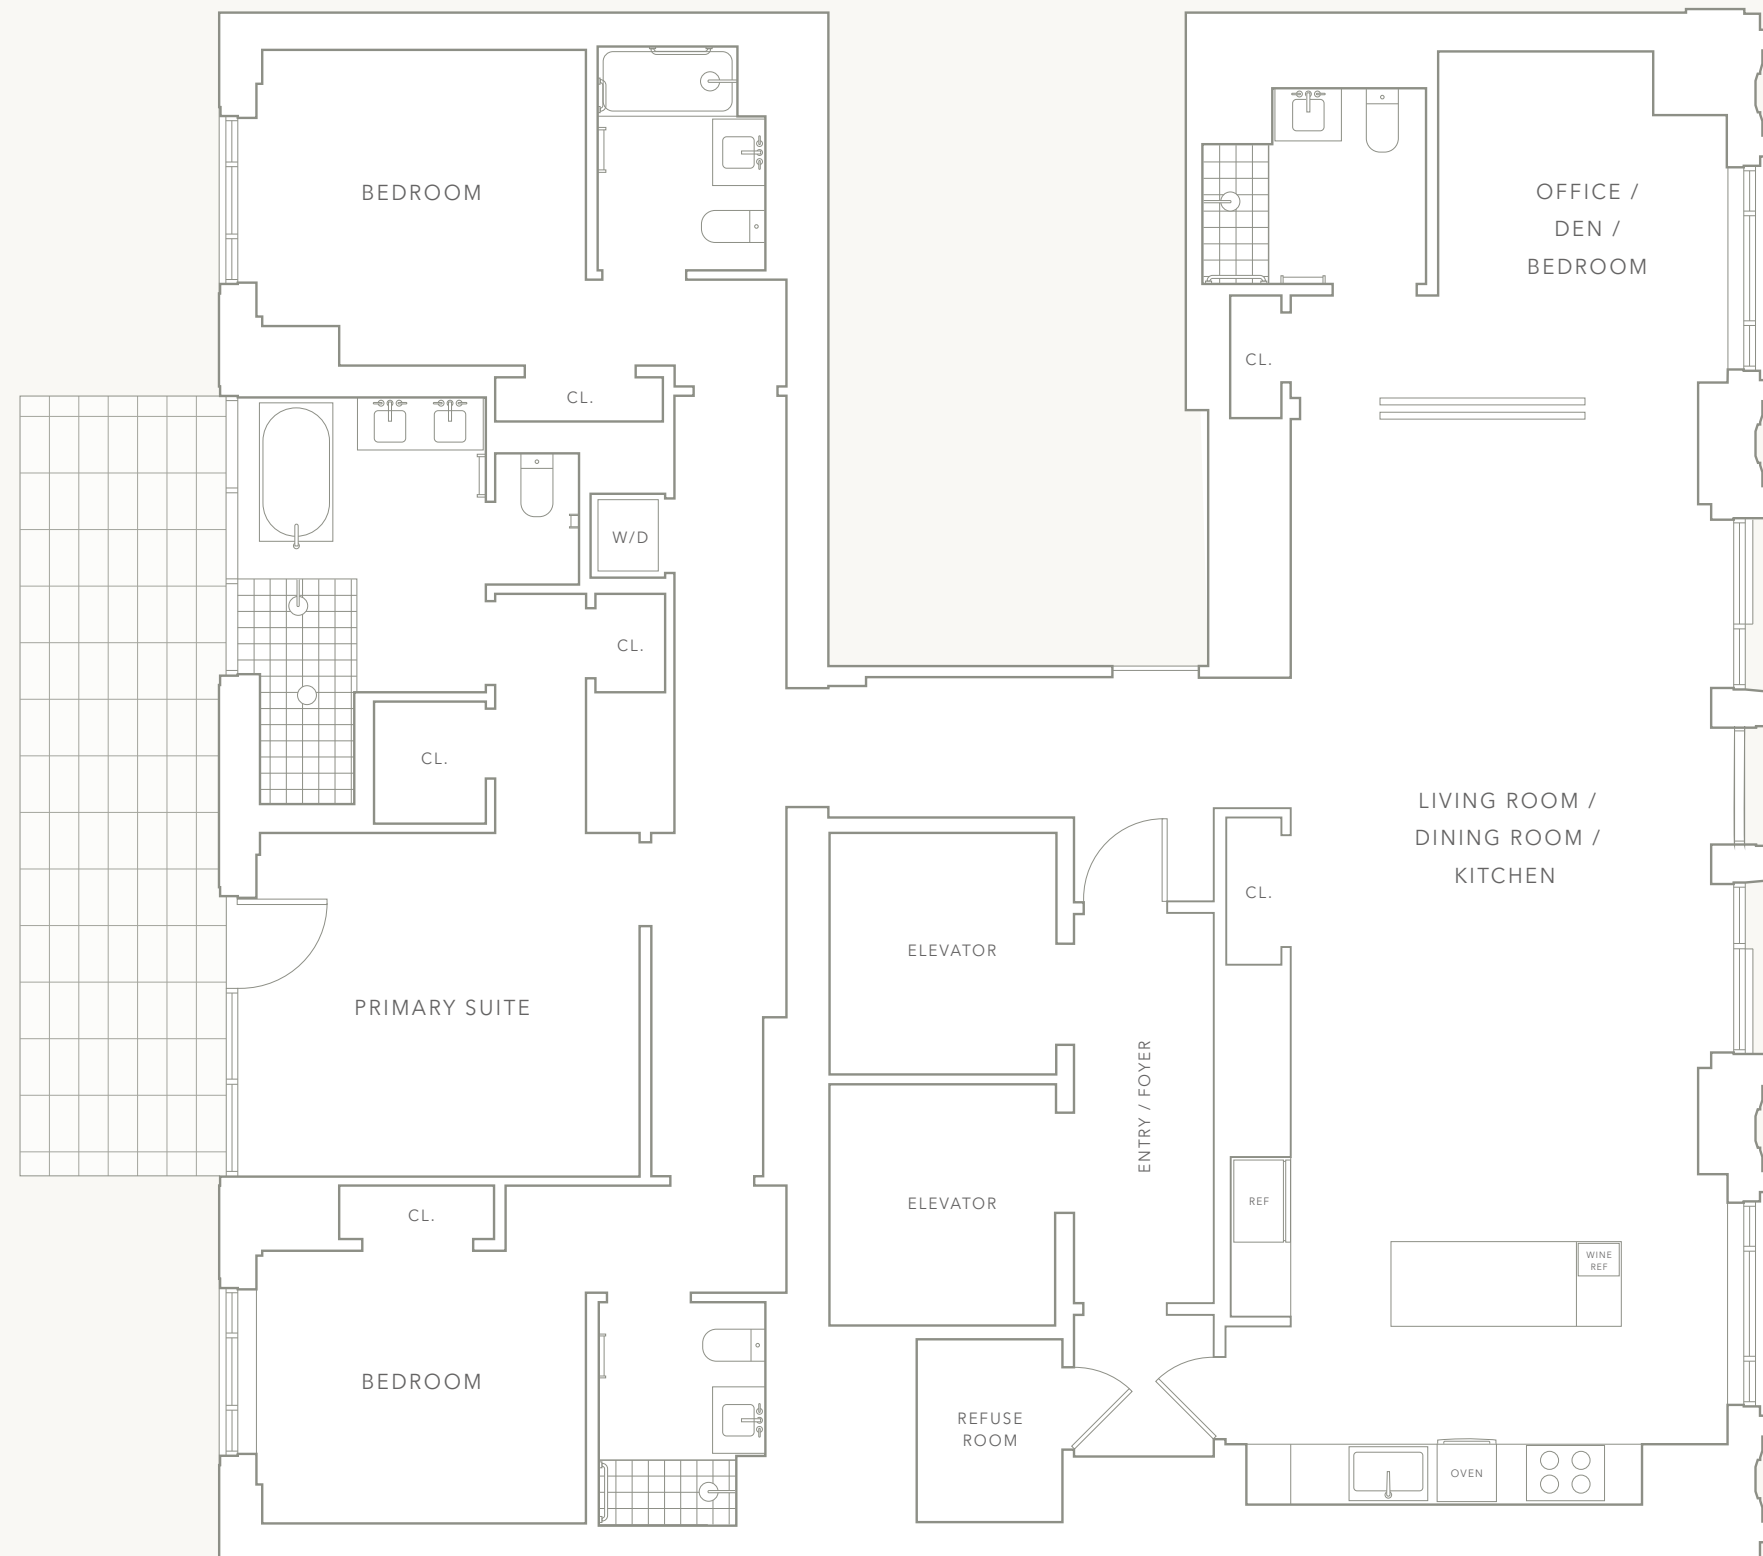 BEDROOM
OFFICE /
DEN /
BEDROOM
CL.
CL.
W/D
CL.
CL.
LIVING ROOM /
DINING ROOM /
KITCHEN
CL.
ELEVATOR
PRIMARY SUITE
ENTRY / FOYER
ELEVATOR
REF
CL.
WINE
REF
BEDROOM
REFUSE
ROOM
OVEN